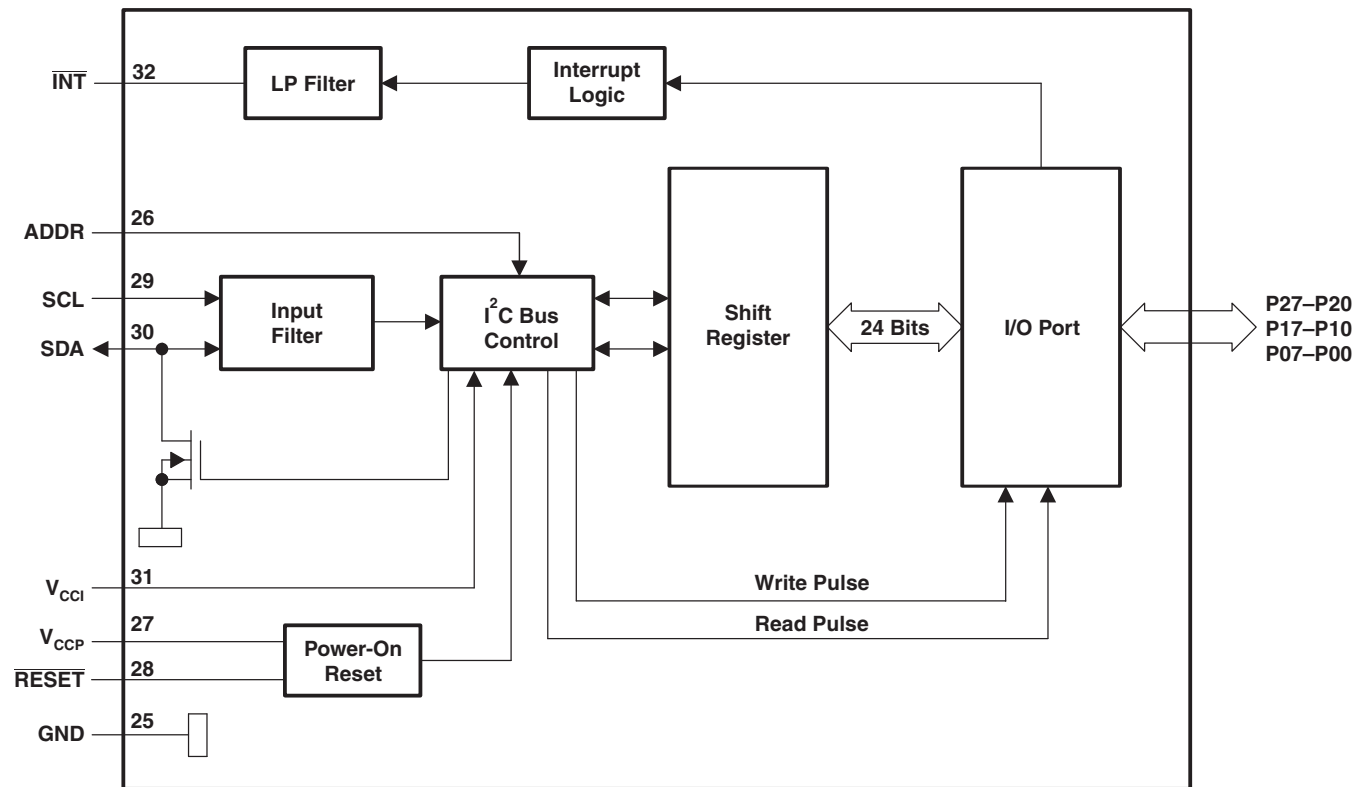 INT
32
LP Filter
Interrupt
Logic
ADDR
26
SCL
29
SDA
30
Input
Filter
I²C Bus
Control
Shift
Register
24 Bits
I/O Port
P27–P20
P17–P10
P07–P00
VCCI
31
Write Pulse
VCCP
27
Read Pulse
RESET
28
Power-On
Reset
GND
25